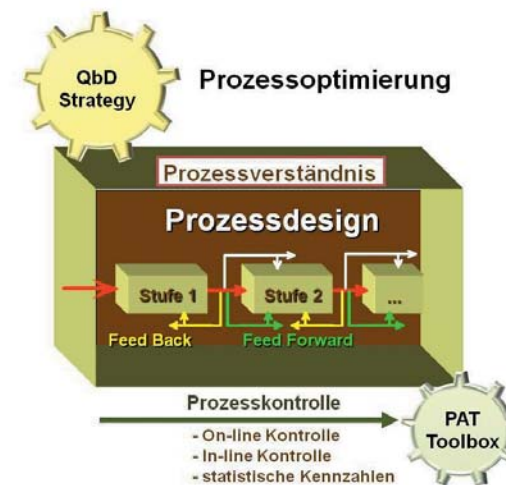 QbD
Strategy
Prozessoptimierung
Prozessverständnis
Prozessdesign
Stufe 1
Stufe 2
...
Feed Back
Feed Forward
Prozesskontrolle
- On-line Kontrolle
- In-line Kontrolle
- statistische Kennzahlen
PAT
Toolbox